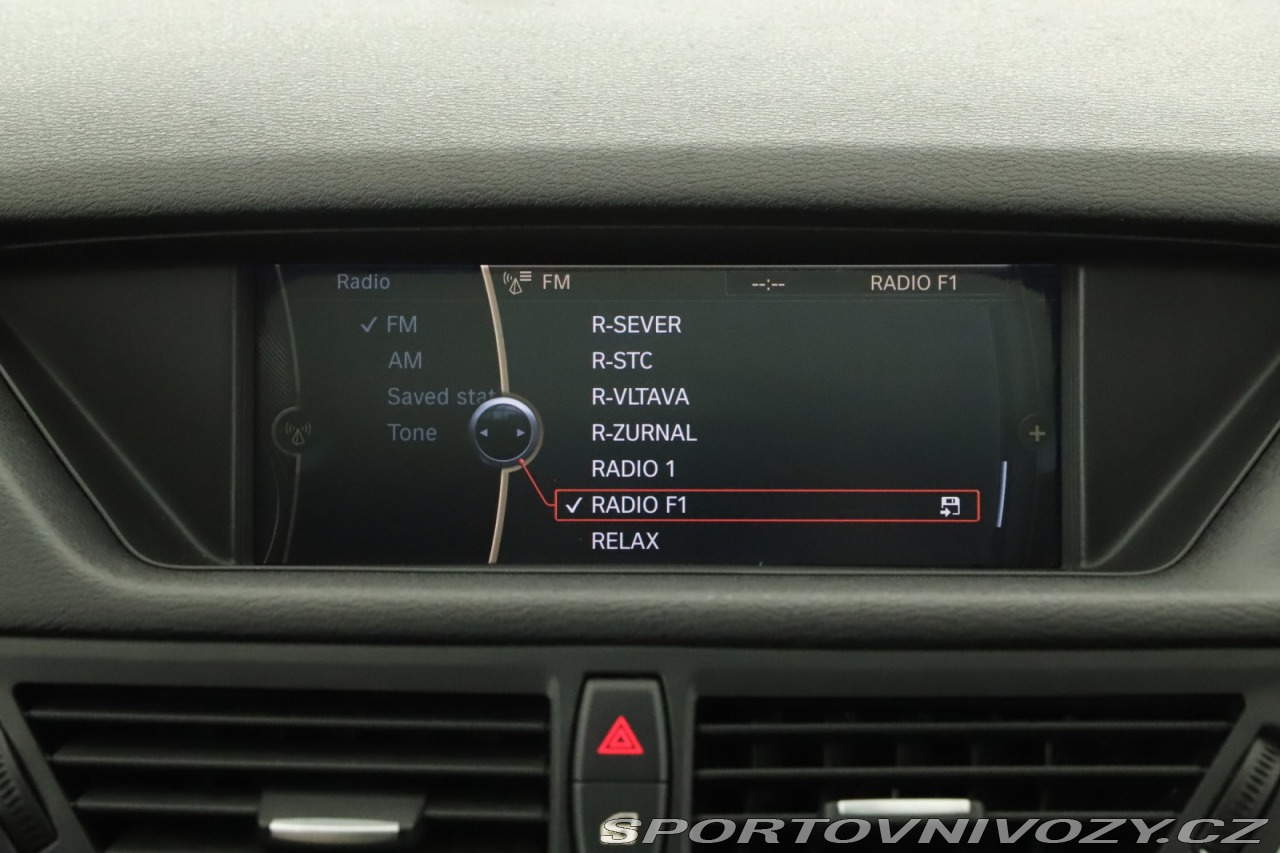 Radio
FM
--:--
RADIO F1
FM
AM
Saved stat
Tone
R-SEVER
R-STC
R-VLTAVA
R-ZURNAL
RADIO 1
RADIO F1
RELAX
SPORTOVNIVOZY.CZ